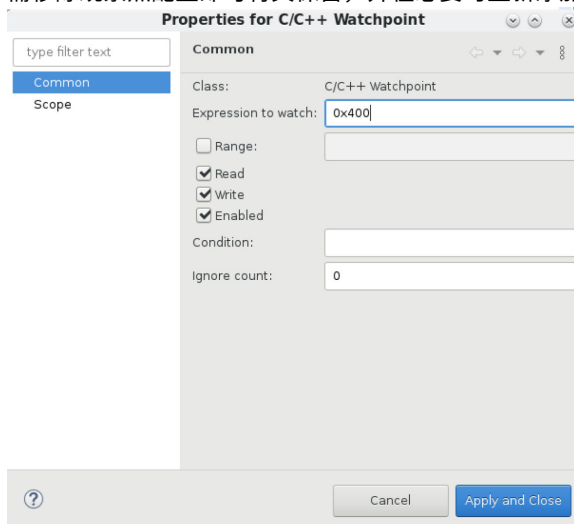 Properties for C/C++ Watchpoint
type filter text
Common
Scope
Common
Class: C/C++ Watchpoint
Expression to watch: 0x400
Range:
Read
Write
Enabled
Condition:
Ignore count: 0
Cancel
Apply and Close